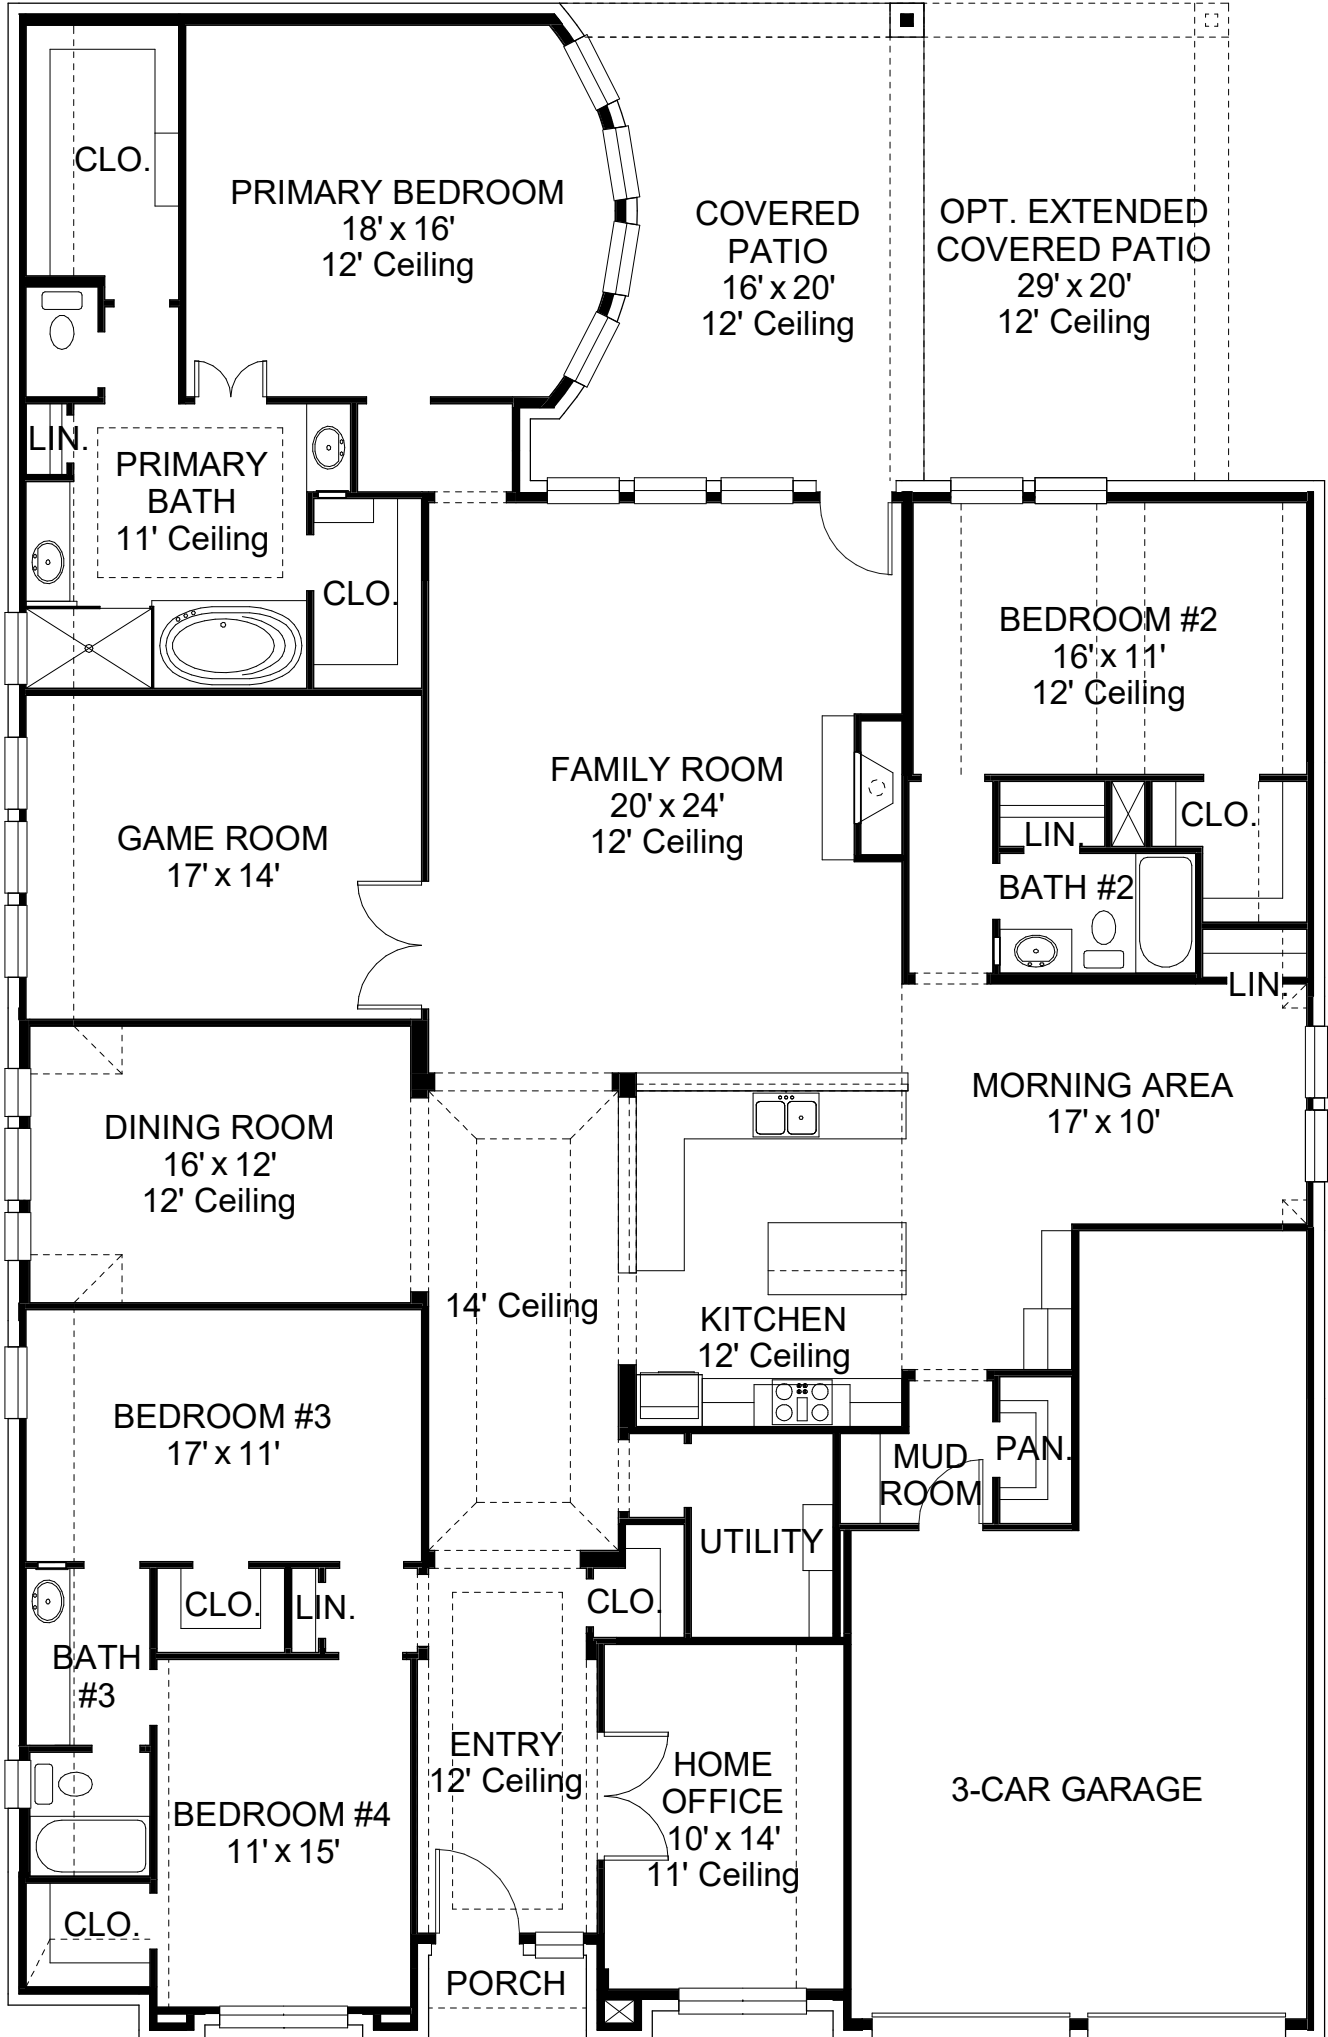 CLO.
PRIMARY BEDROOM
18' x 16'
12' Ceiling
COVERED
PATIO
16' x 20'
12' Ceiling
OPT. EXTENDED
COVERED PATIO
29' x 20'
12' Ceiling
LIN.
PRIMARY
BATH
11' Ceiling
CLO.
BEDROOM #2
16' x 11'
12' Ceiling
FAMILY ROOM
20' x 24'
12' Ceiling
GAME ROOM
17' x 14'
LIN.
CLO.
BATH #2
LIN.
MORNING AREA
17' x 10'
DINING ROOM
16' x 12'
12' Ceiling
14' Ceiling
KITCHEN
12' Ceiling
BEDROOM #3
17' x 11'
MUD
ROOM
PAN.
UTILITY
CLO.
LIN.
CLO.
BATH
#3
ENTRY
12' Ceiling
HOME
OFFICE
10' x 14'
11' Ceiling
3-CAR GARAGE
BEDROOM #4
11' x 15'
CLO.
PORCH